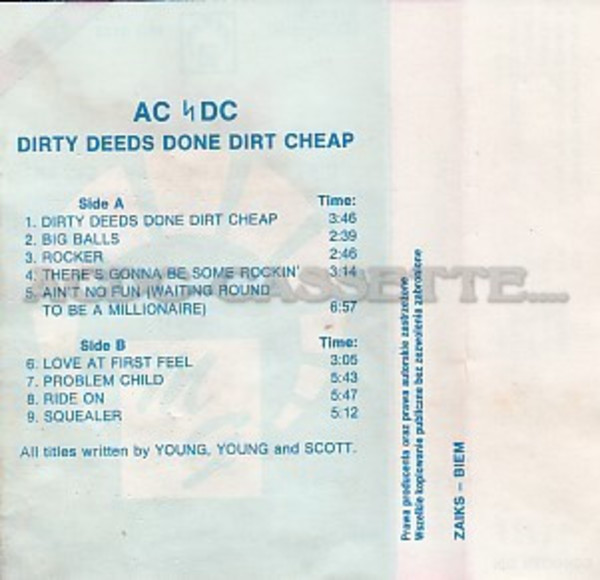 AC ϟ DC
DIRTY DEEDS DONE DIRT CHEAP
Side A Time:
1. DIRTY DEEDS DONE DIRT CHEAP 3:46
2. BIG BALLS 2:39
3. ROCKER 2:46
4. THERE'S GONNA BE SOME ROCKIN' 3:14
5. AIN'T NO FUN (WAITING ROUND
TO BE A MILLIONAIRE) 6:57
Side B Time:
6. LOVE AT FIRST FEEL 3:05
7. PROBLEM CHILD 5:43
8. RIDE ON 5:47
9. SQUEALER 5:12
All titles written by YOUNG, YOUNG and SCOTT.
Prawa producenta oraz prawa autorskie zastrzeżone
Wszelkie kopiowanie publiczne bez zezwolenia zabronione
ZAIKS – BIEM
CASSETTE....